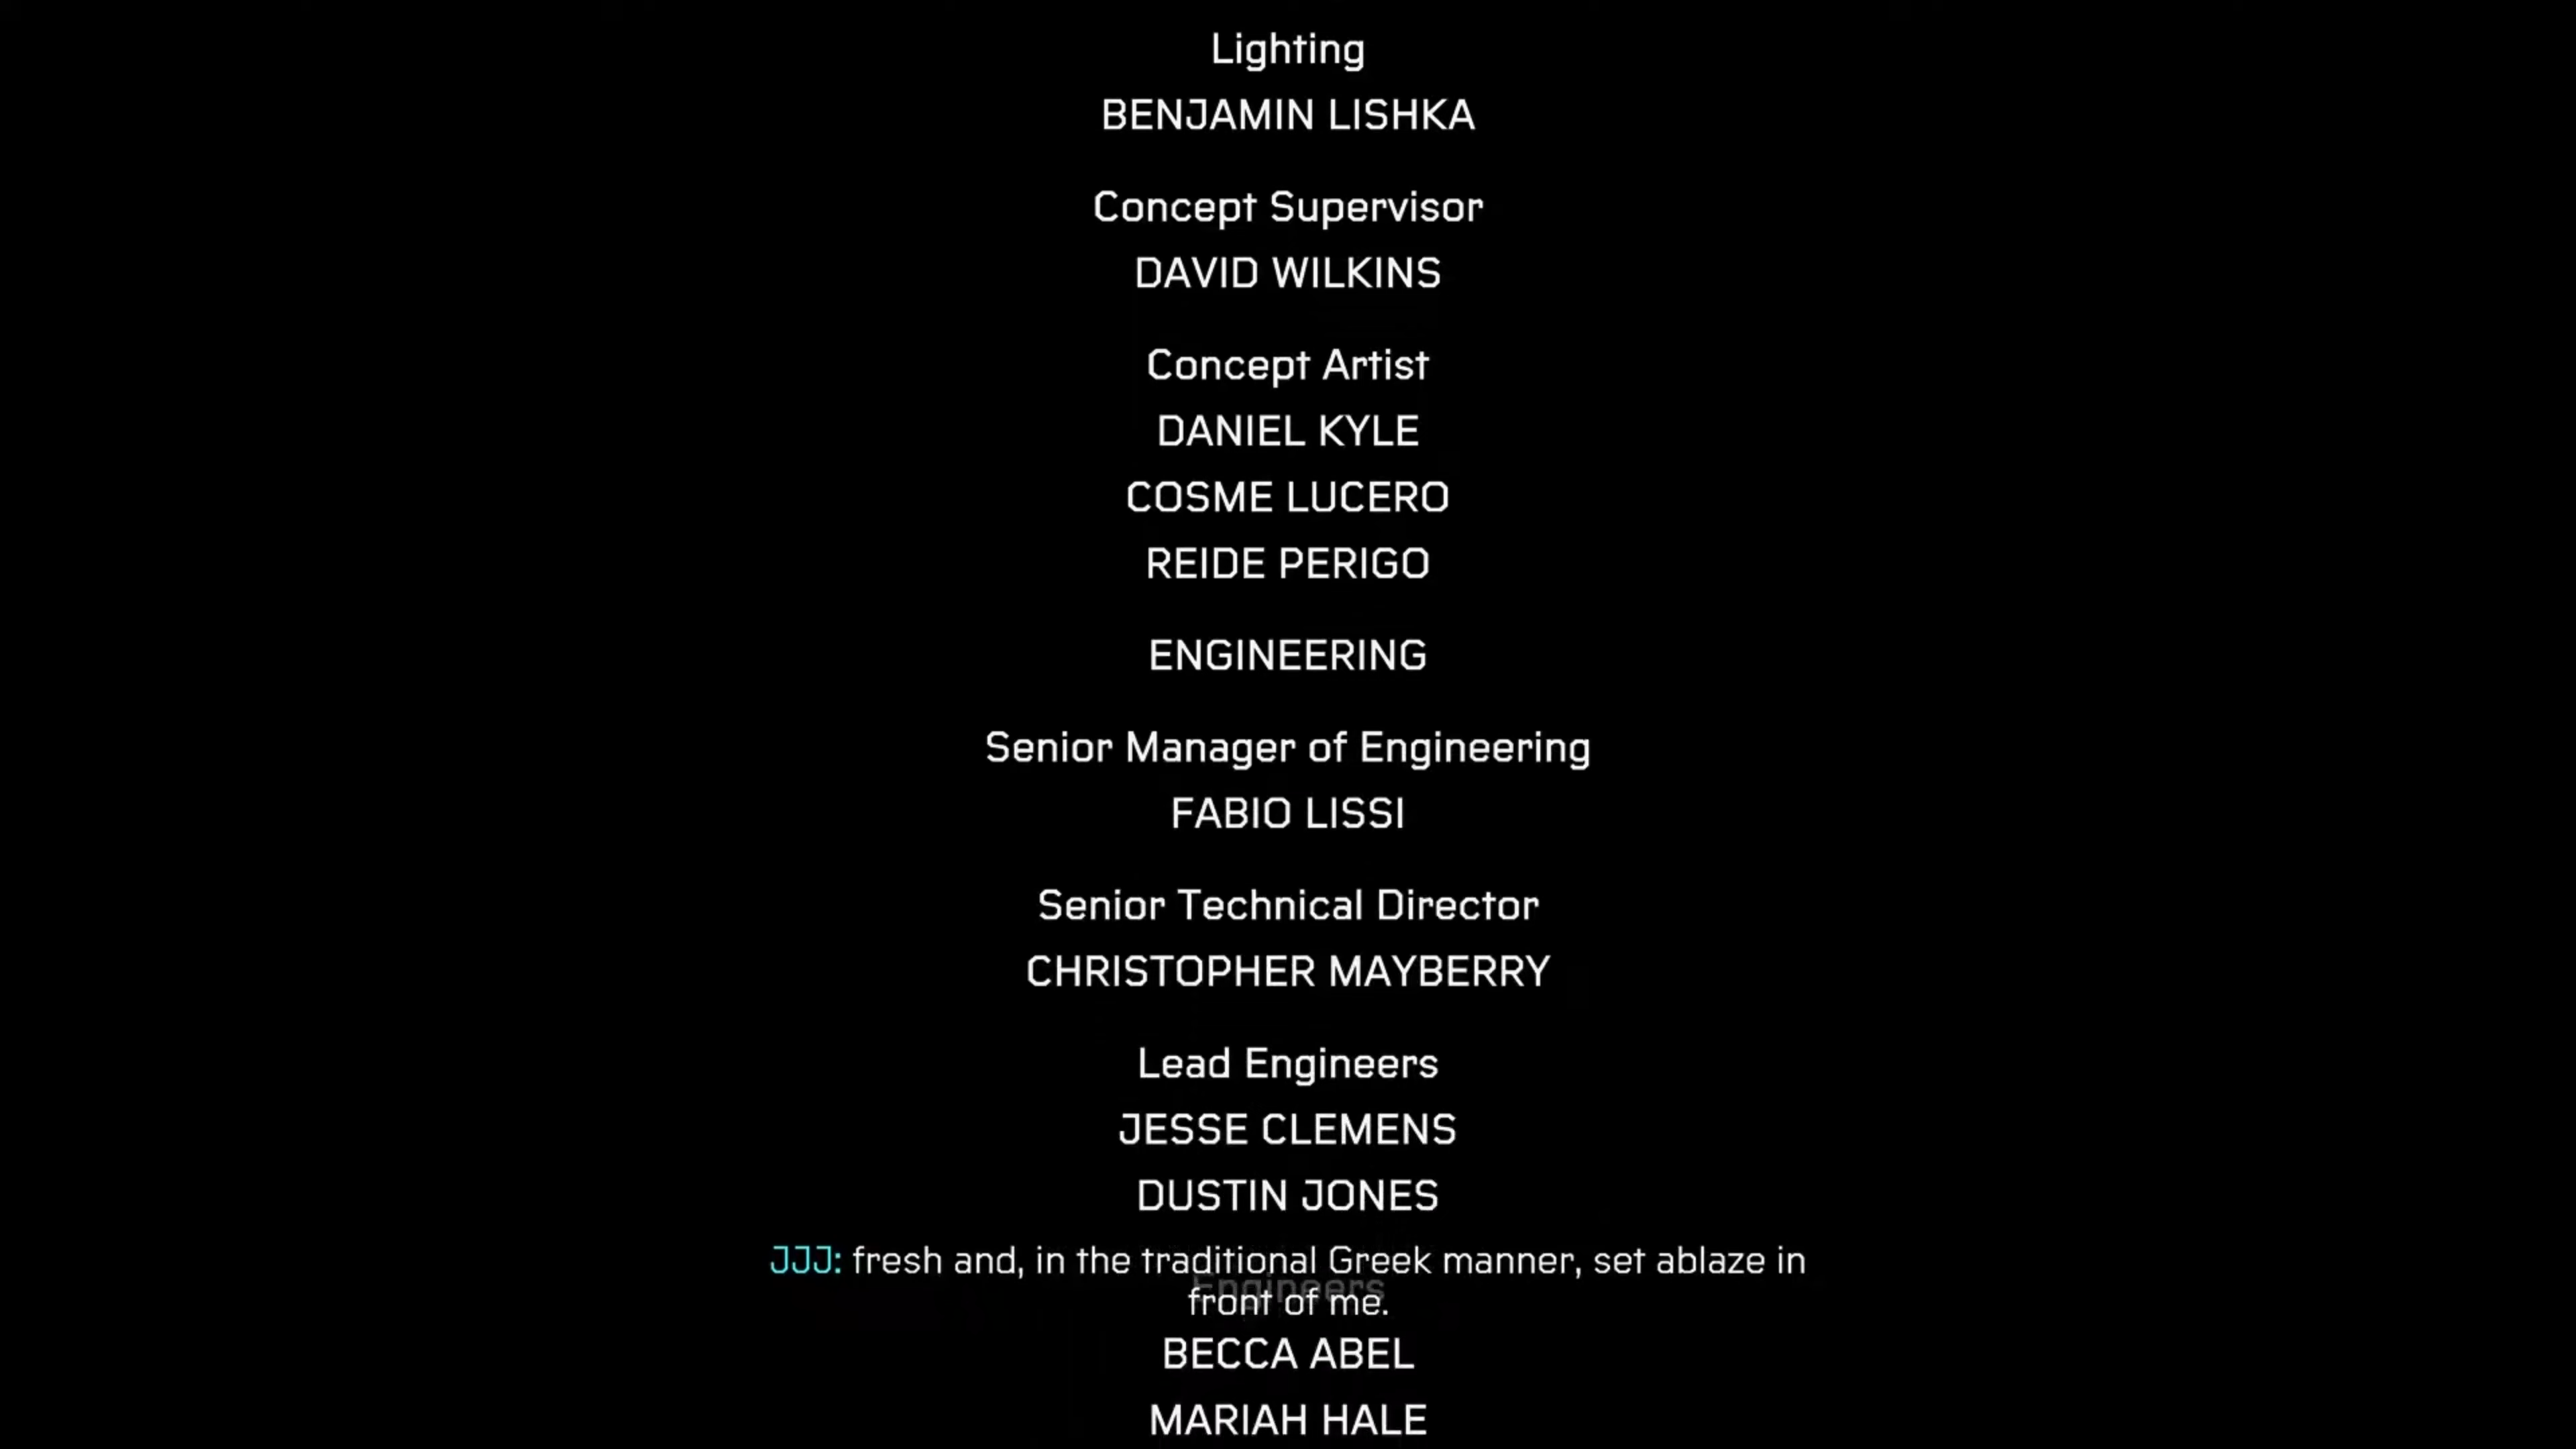 Lighting
BENJAMIN LISHKA
Concept Supervisor
DAVID WILKINS
Concept Artist
DANIEL KYLE
COSME LUCERO
REIDE PERIGO
ENGINEERING
Senior Manager of Engineering
FABIO LISSI
Senior Technical Director
CHRISTOPHER MAYBERRY
Lead Engineers
JESSE CLEMENS
DUSTIN JONES
JJJ: fresh and, in the traditional Greek manner, set ablaze in
front of me.
Engineers
BECCA ABEL
MARIAH HALE